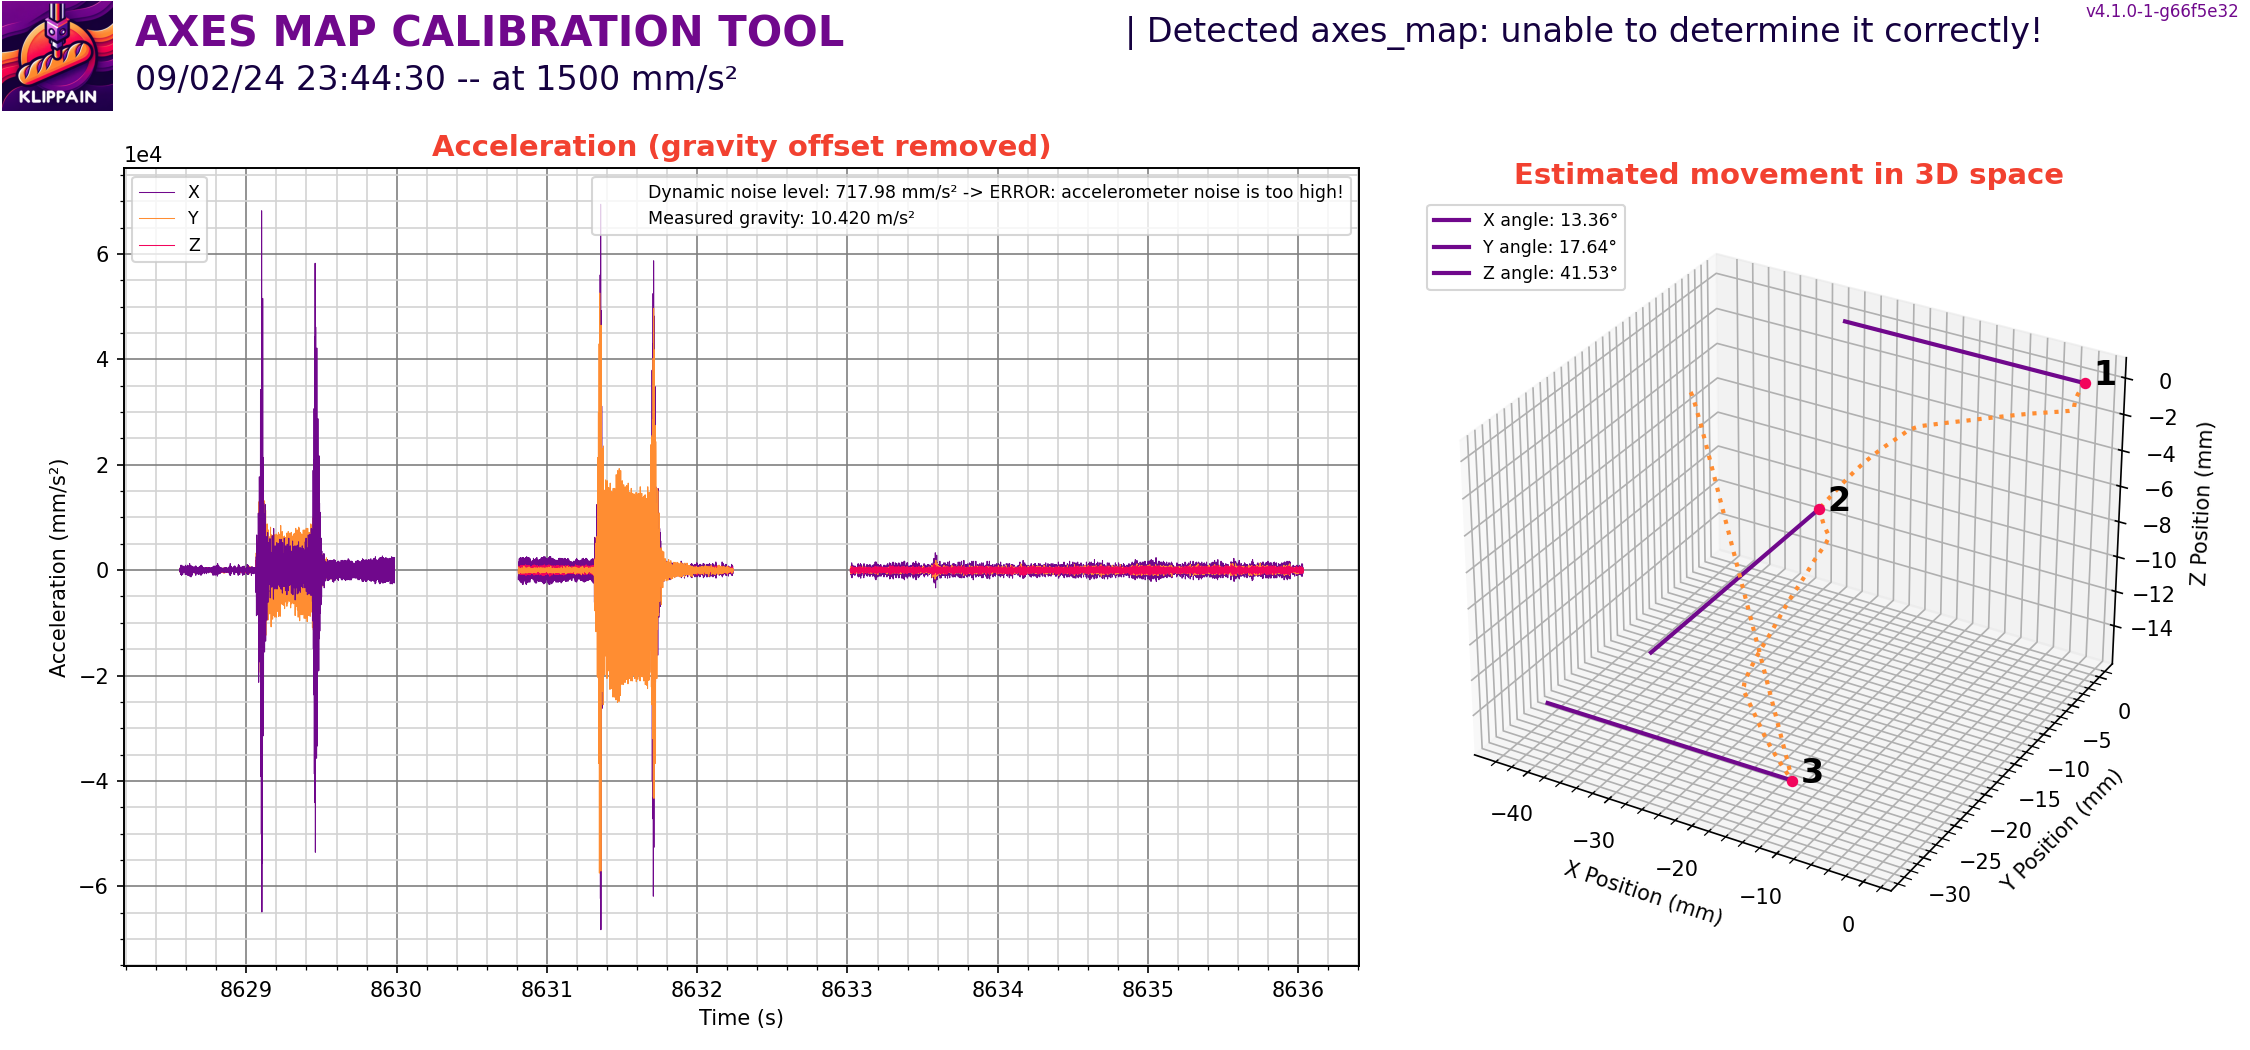 KLIPPAIN
AXES MAP CALIBRATION TOOL
| Detected axes_map: unable to determine it correctly!
v4.1.0-1-g66f5e32
09/02/24 23:44:30 -- at 1500 mm/s²
Acceleration (gravity offset removed)
1e4
X
Y
Z
Dynamic noise level: 717.98 mm/s² -> ERROR: accelerometer noise is too high!
Measured gravity: 10.420 m/s²
6
4
2
0
−2
−4
−6
Acceleration (mm/s²)
8629
8630
8631
8632
8633
8634
8635
8636
Time (s)
Estimated movement in 3D space
X angle: 13.36°
Y angle: 17.64°
Z angle: 41.53°
1
2
3
0
−2
−4
−6
−8
−10
−12
−14
Z Position (mm)
0
−5
−10
−15
−20
−25
−30
Y Position (mm)
−40
−30
−20
−10
0
X Position (mm)